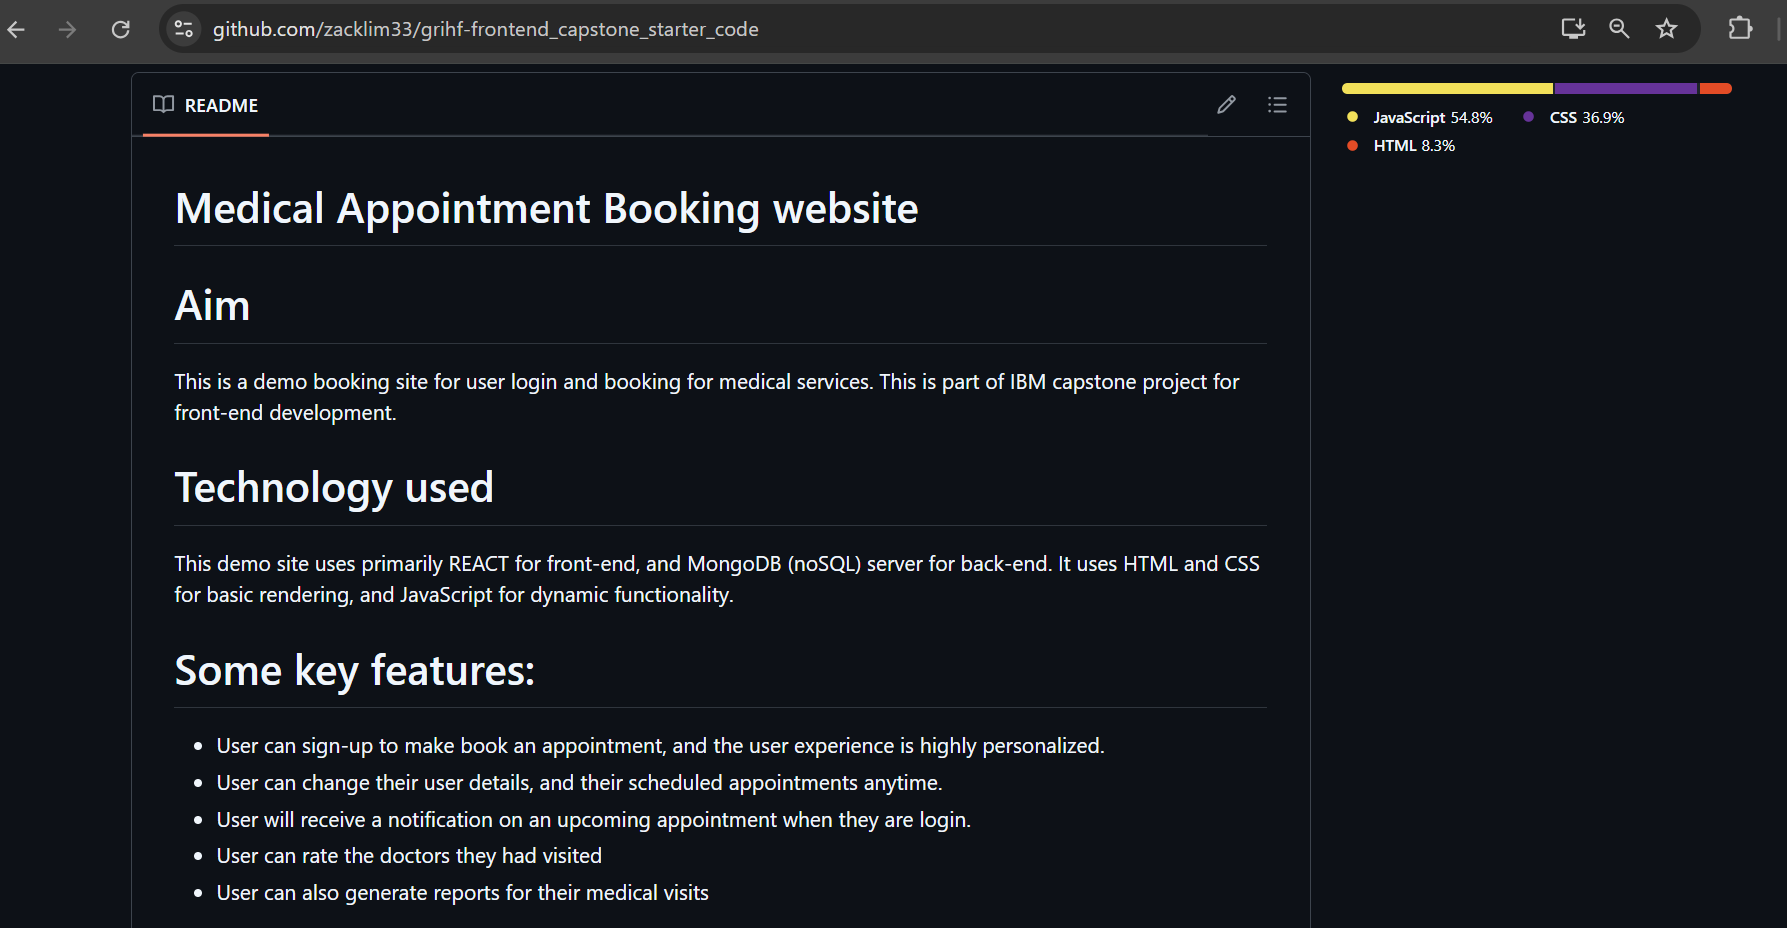 github.com/zacklim33/grihf-frontend_capstone_starter_code
README
JavaScript 54.8%
CSS 36.9%
HTML 8.3%
Medical Appointment Booking website
Aim
This is a demo booking site for user login and booking for medical services. This is part of IBM capstone project for
front-end development.
Technology used
This demo site uses primarily REACT for front-end, and MongoDB (noSQL) server for back-end. It uses HTML and CSS
for basic rendering, and JavaScript for dynamic functionality.
Some key features:
User can sign-up to make book an appointment, and the user experience is highly personalized.
User can change their user details, and their scheduled appointments anytime.
User will receive a notification on an upcoming appointment when they are login.
User can rate the doctors they had visited
User can also generate reports for their medical visits